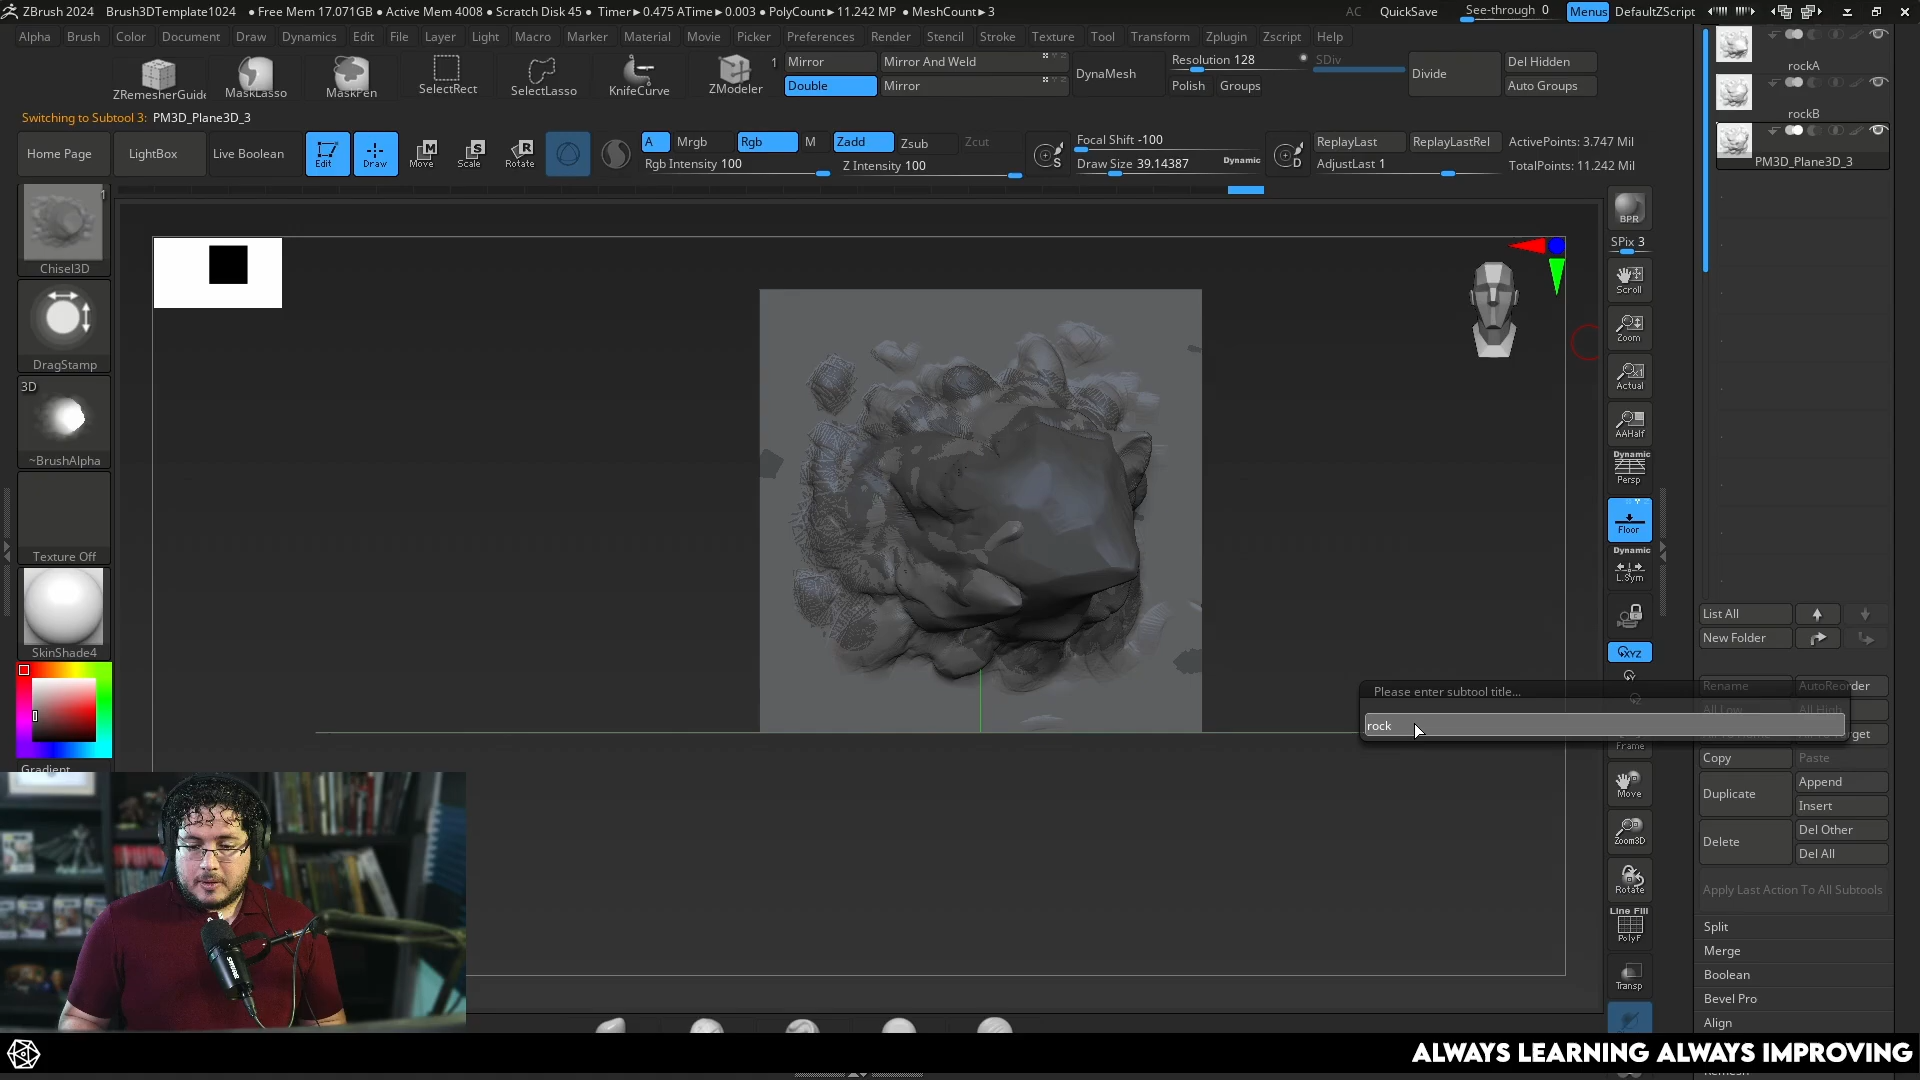 ZBrush 2024 Brush3DTemplate1024 ● Free Mem 17.071GB ● Active Mem 4008 ● Scratch Disk 45 ● Timer►0.475 ATime►0.003 ● PolyCount►11.242 MP ● MeshCount►3 AC QuickSave See-through 0 Menus DefaultZScript
Alpha Brush Color Document Draw Dynamics Edit File Layer Light Macro Marker Material Movie Picker Preferences Render Stencil Stroke Texture Tool Transform Zplugin Zscript Help
ZRemesherGuide MaskLasso MaskPen SelectRect SelectLasso KnifeCurve ZModeler 1
Mirror Mirror And Weld
Double Mirror
DynaMesh
Resolution 128 SDiv
Polish Groups
Divide
Del Hidden
Auto Groups
rockA
rockB
PM3D_Plane3D_3
Switching to Subtool 3: PM3D_Plane3D_3
Home Page LightBox Live Boolean
Edit Draw Move Scale Rotate
A Mrgb Rgb M Zadd Zsub Zcut
Rgb Intensity 100 Z Intensity 100
S
Focal Shift -100
Draw Size 39.14387 Dynamic
D
ReplayLast ReplayLastRel
AdjustLast 1
ActivePoints: 3.747 Mil
TotalPoints: 11.242 Mil
1
Chisel3D
DragStamp
3D
~BrushAlpha
Texture Off
SkinShade4
Gradient
BPR
SPix 3
Scroll
Zoom
Actual
AAHalf
Dynamic
Persp
Floor
Dynamic
L.Sym
XYZ
Frame
Move
Zoom3D
Rotate
Line Fill
PolyF
Transp
List All
New Folder
Rename AutoReorder
Please enter subtool title...
rock
Copy Paste
Duplicate Append
Insert
Delete Del Other
Del All
Apply Last Action To All Subtools
Split
Merge
Boolean
Bevel Pro
Align
ALWAYS LEARNING ALWAYS IMPROVING